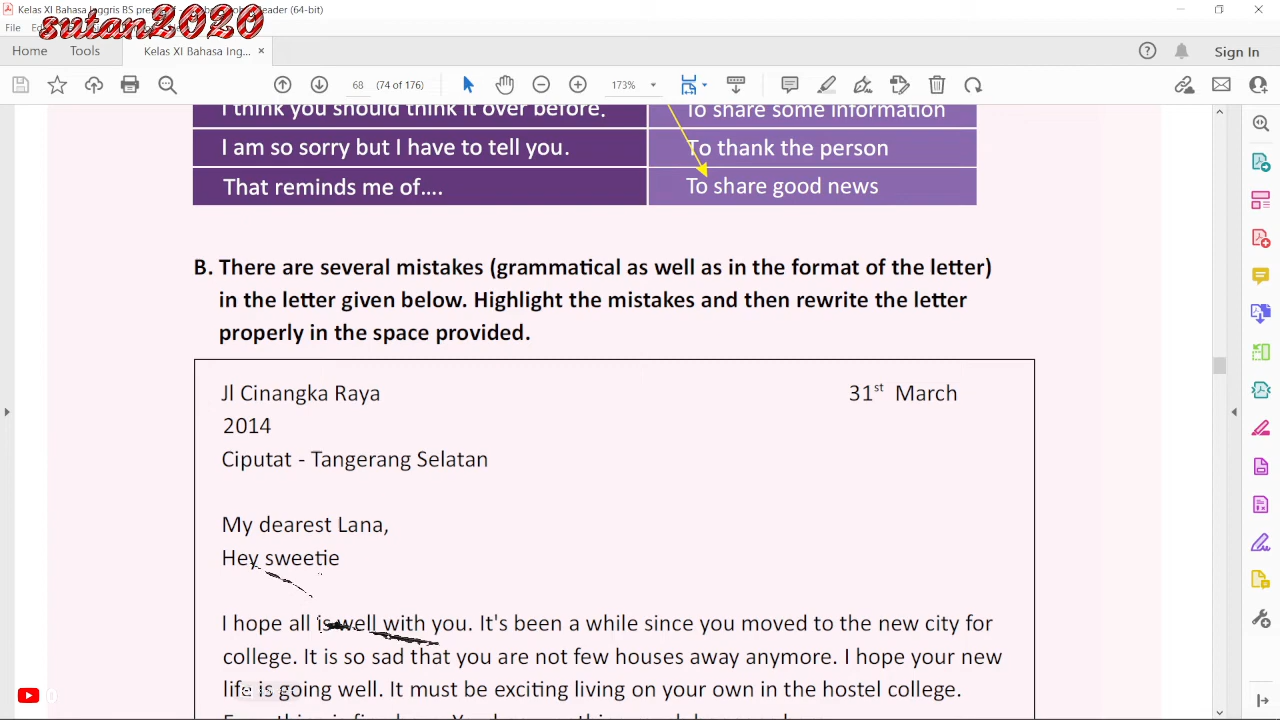 Kelas XI Bahasa Inggris BS press.pdf - Adobe Acrobat Reader (64-bit)
sutan2020
File
Home Tools Kelas XI Bahasa Ing... × Sign In
68 (74 of 176) 173%
I think you should think it over before. To share some information
I am so sorry but I have to tell you. To thank the person
That reminds me of.... To share good news
B. There are several mistakes (grammatical as well as in the format of the letter)
in the letter given below. Highlight the mistakes and then rewrite the letter
properly in the space provided.
Jl Cinangka Raya 31st March
2014
Ciputat - Tangerang Selatan
My dearest Lana,
Hey sweetie
I hope all is well with you. It's been a while since you moved to the new city for
college. It is so sad that you are not few houses away anymore. I hope your new
life is going well. It must be exciting living on your own in the hostel college.